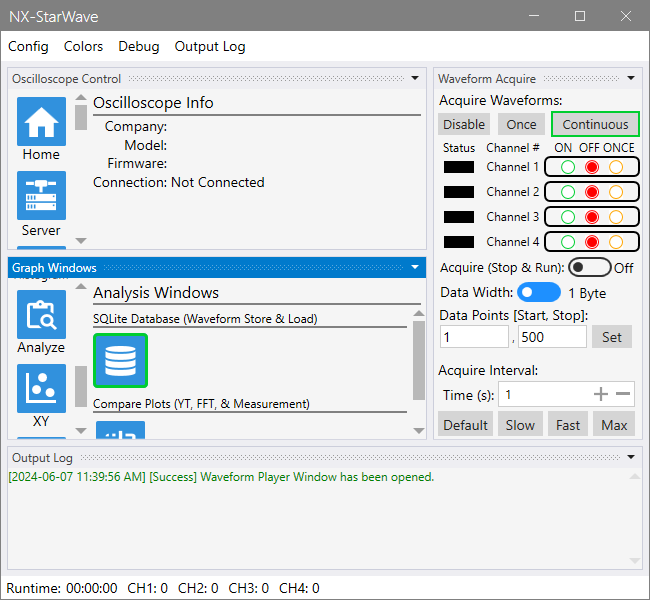 NX-StarWave
Config Colors Debug Output Log
Oscilloscope Control
Home
Server
Oscilloscope Info
Company:
Model:
Firmware:
Connection: Not Connected
Graph Windows
Histogram
Analyze
XY
Analysis Windows
SQLite Database (Waveform Store & Load)
Compare Plots (YT, FFT, & Measurement)
Waveform Acquire
Acquire Waveforms:
Disable Once Continuous
Status Channel # ON OFF ONCE
Channel 1
Channel 2
Channel 3
Channel 4
Acquire (Stop & Run): Off
Data Width: 1 Byte
Data Points [Start, Stop]:
1 , 500 Set
Acquire Interval:
Time (s): 1
Default Slow Fast Max
Output Log
[2024-06-07 11:39:56 AM] [Success] Waveform Player Window has been opened.
Runtime: 00:00:00 CH1: 0 CH2: 0 CH3: 0 CH4: 0